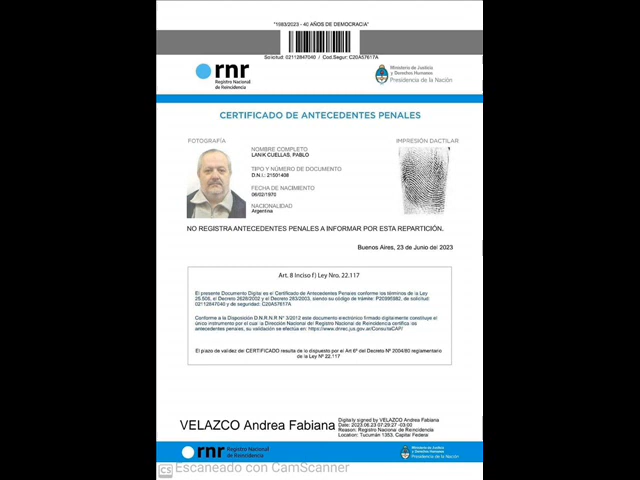 "1983/2023 - 40 AÑOS DE DEMOCRACIA"
Solicitud: 02112847040 / Cod.Segur: C20A57617A
rnr
Registro Nacional
de Reincidencia
Ministerio de Justicia
y Derechos Humanos
Presidencia de la Nación
CERTIFICADO DE ANTECEDENTES PENALES
FOTOGRAFÍA
IMPRESIÓN DACTILAR
NOMBRE COMPLETO
LANIK CUELLAS, PABLO
TIPO Y NÚMERO DE DOCUMENTO
D.N.I.: 21501408
FECHA DE NACIMIENTO
06/02/1970
NACIONALIDAD
Argentina
NO REGISTRA ANTECEDENTES PENALES A INFORMAR POR ESTA REPARTICIÓN.
Buenos Aires, 23 de Junio del 2023
Art. 8 Inciso F) Ley Nro. 22.117
El presente Documento Digital es el Certificado de Antecedentes Penales conforme los términos de la Ley
25.506, el Decreto 2628/2002 y el Decreto 283/2003, siendo su código de trámite: P20995982, de solicitud:
02112847040 y de seguridad: C20A57617A
Conforme a la Disposición D.N.R.N.R N° 3/2012 este documento electrónico firmado digitalmente constituye el
único instrumento por el cual la Dirección Nacional del Registro Nacional de Reincidencia certifica los
antecedentes penales, su validación se efectúa en: https://www.dnrec.jus.gov.ar/ConsultaCAP/
El plazo de validez del CERTIFICADO resulta de lo dispuesto por el Art 6° del Decreto Nº 2004/80 reglamentario
de la Ley Nº 22.117
VELAZCO Andrea Fabiana
Digitally signed by VELAZCO Andrea Fabiana
Date: 2023.06.23 07:29:27 -03:00
Reason: Registro Nacional de Reincidencia
Location: Tucumán 1353, Capital Federal
rnr
Registro Nacional
de Reincidencia
Ministerio de Justicia
y Derechos Humanos
Presidencia de la Nación
CS Escaneado con CamScanner